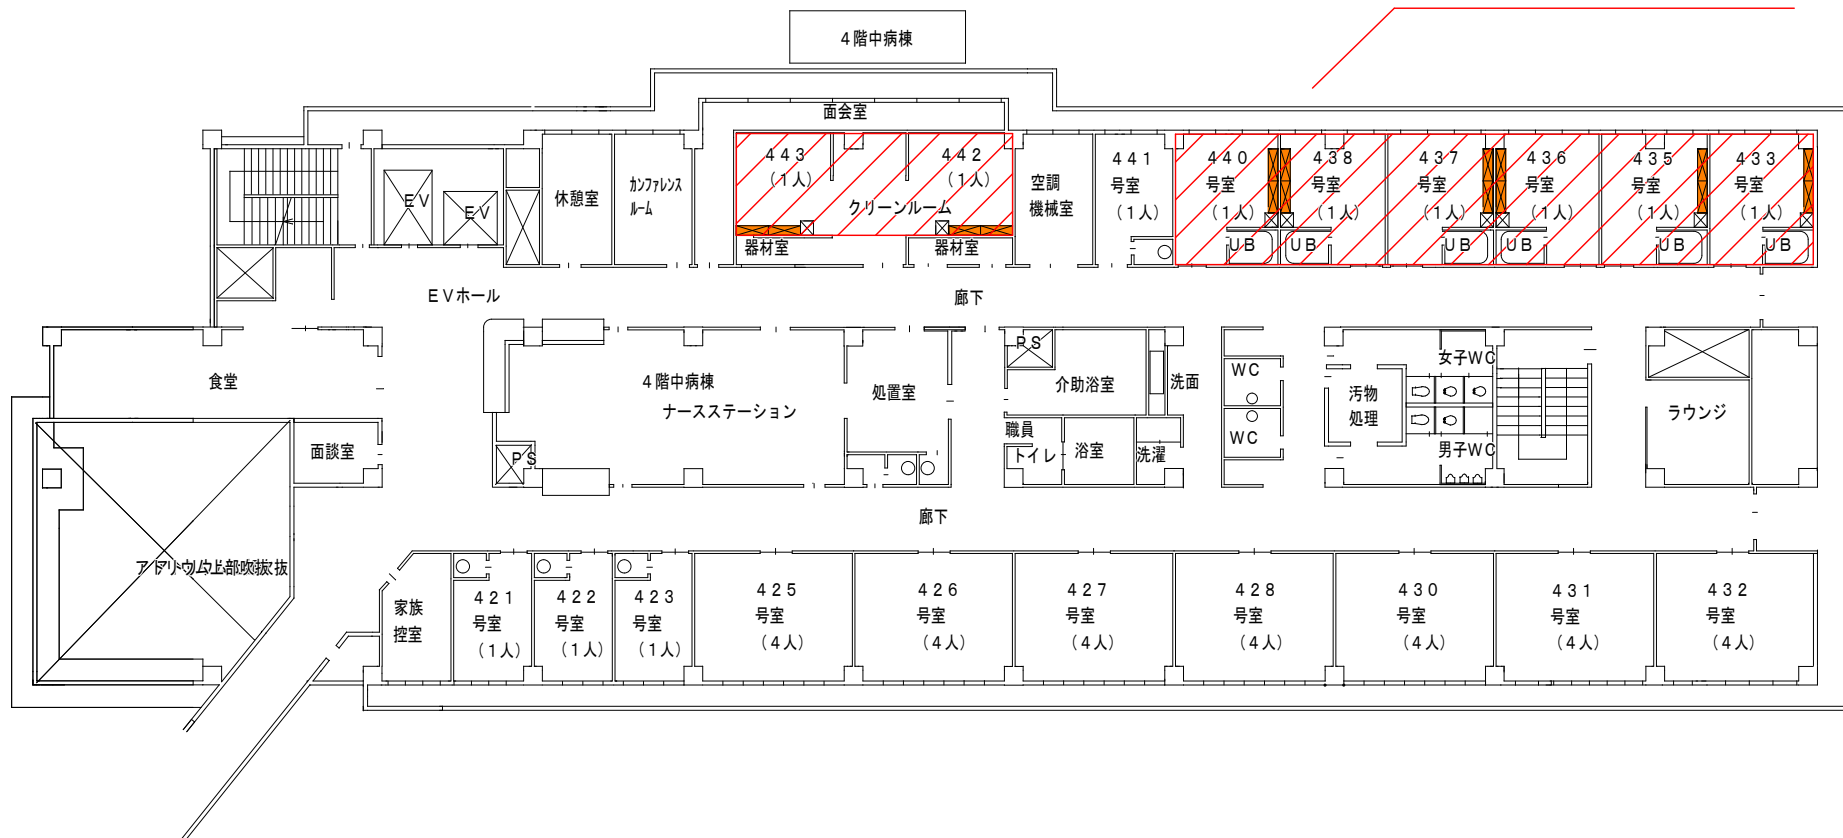 ４階中病棟
面会室
４４３
（１人）
４４２
（１人）
クリーンルーム
器材室
器材室
休憩室
カンファレンス
ルーム
空調
機械室
４４１
号室
（１人）
４４０
号室
（１人）
４３８
号室
（１人）
４３７
号室
（１人）
４３６
号室
（１人）
４３５
号室
（１人）
４３３
号室
（１人）
ＵＢ
ＵＢ
ＵＢ
ＵＢ
ＵＢ
ＵＢ
ＥＶ
ＥＶ
ＥＶホール
廊下
食堂
４階中病棟
ナースステーション
ＰＳ
処置室
ＰＳ
介助浴室
洗面
職員
トイレ
浴室
洗濯
ＷＣ
ＷＣ
汚物
処理
女子ＷＣ
男子ＷＣ
ラウンジ
面談室
廊下
家族
控室
４２１
号室
（１人）
４２２
号室
（１人）
４２３
号室
（１人）
４２５
号室
（４人）
４２６
号室
（４人）
４２７
号室
（４人）
４２８
号室
（４人）
４３０
号室
（４人）
４３１
号室
（４人）
４３２
号室
（４人）